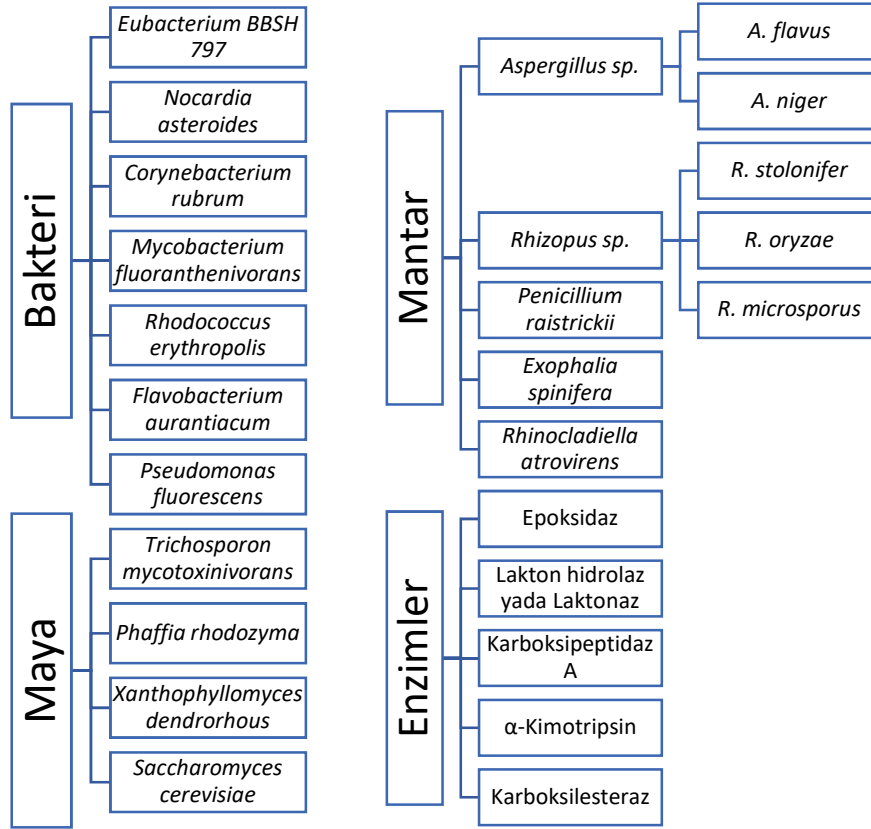 Bakteri
Eubacterium BBSH
797
Nocardia
asteroides
Corynebacterium
rubrum
Mycobacterium
fluoranthenivorans
Rhodococcus
erythropolis
Flavobacterium
aurantiacum
Pseudomonas
fluorescens
Maya
Trichosporon
mycotoxinivorans
Phaffia rhodozyma
Xanthophyllomyces
dendrorhous
Saccharomyces
cerevisiae
Mantar
Aspergillus sp.
A. flavus
A. niger
Rhizopus sp.
R. stolonifer
R. oryzae
R. microsporus
Penicillium
raistrickii
Exophalia
spinifera
Rhinocladiella
atrovirens
Enzimler
Epoksidaz
Lakton hidrolaz
yada Laktonaz
Karboksipeptidaz
A
α-Kimotripsin
Karboksilesteraz